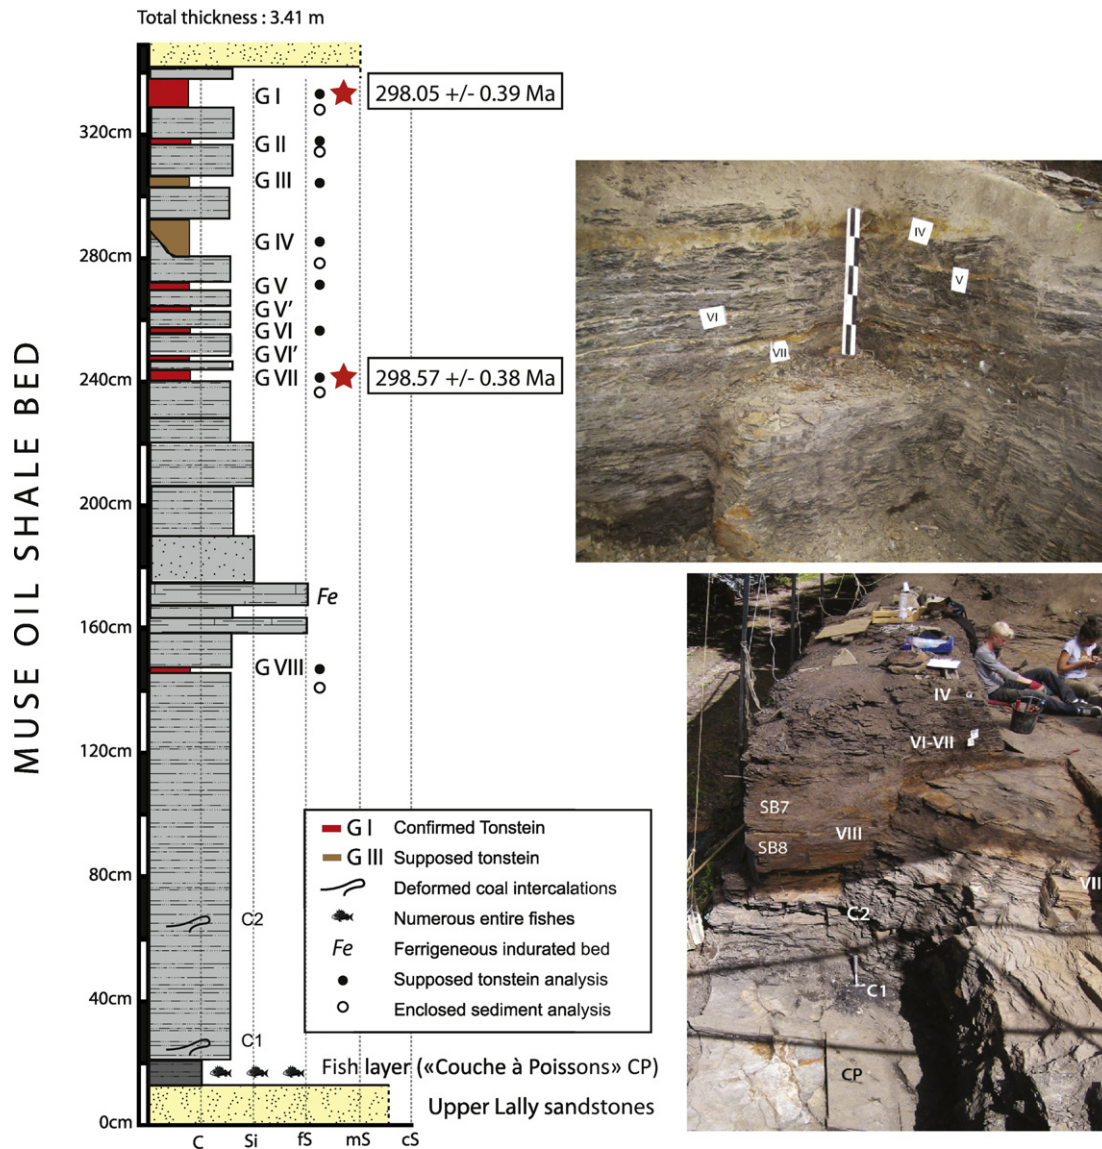 Total thickness : 3.41 m
MUSE OIL SHALE BED
G I
298.05 +/- 0.39 Ma
320cm
G II
G III
G IV
280cm
G V
G V'
G VI
G VI'
240cm
G VII
298.57 +/- 0.38 Ma
200cm
Fe
160cm
G VIII
120cm
80cm
C2
40cm
C1
Fish layer («Couche à Poissons» CP)
0cm
Upper Lally sandstones
C
Si
fS
mS
cS
G I Confirmed Tonstein
G III Supposed tonstein
Deformed coal intercalations
Numerous entire fishes
Fe Ferrigeneous indurated bed
Supposed tonstein analysis
Enclosed sediment analysis
IV
V
VI
VII
IV
VI-VII
SB7
VIII
SB8
VII
C2
C1
CP